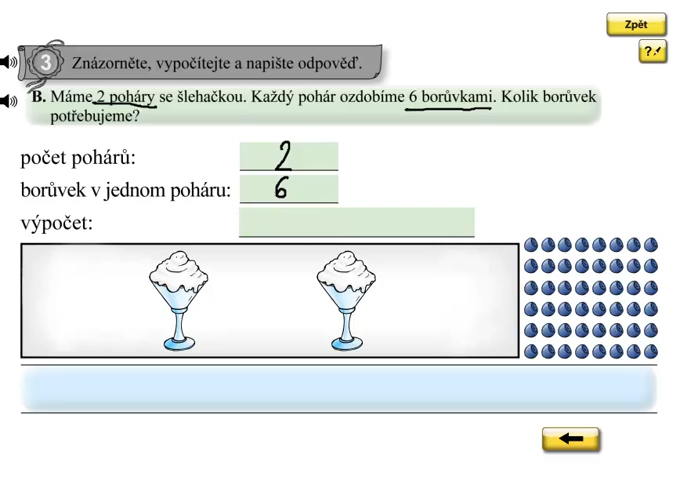 Zpět
?
3 Znázorněte, vypočítejte a napište odpověď.
B. Máme 2 poháry se šlehačkou. Každý pohár ozdobíme 6 borůvkami. Kolik borůvek
potřebujeme?
počet pohárů: 2
borůvek v jednom poháru: 6
výpočet: